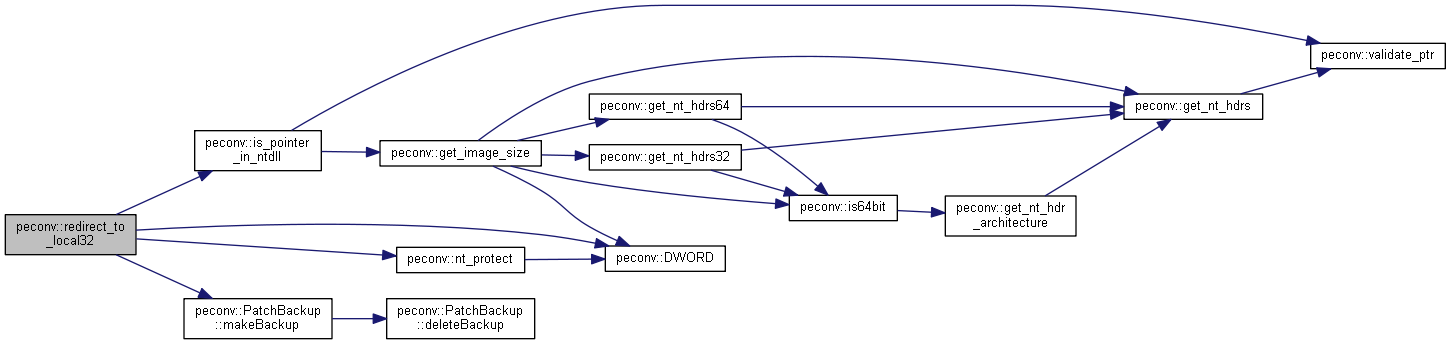 peconv::validate_ptr
peconv::get_nt_hdrs64
peconv::get_nt_hdrs
peconv::is_pointer
_in_ntdll
peconv::get_image_size
peconv::get_nt_hdrs32
peconv::is64bit
peconv::get_nt_hdr
_architecture
peconv::redirect_to
_local32
peconv::nt_protect
peconv::DWORD
peconv::PatchBackup
::makeBackup
peconv::PatchBackup
::deleteBackup